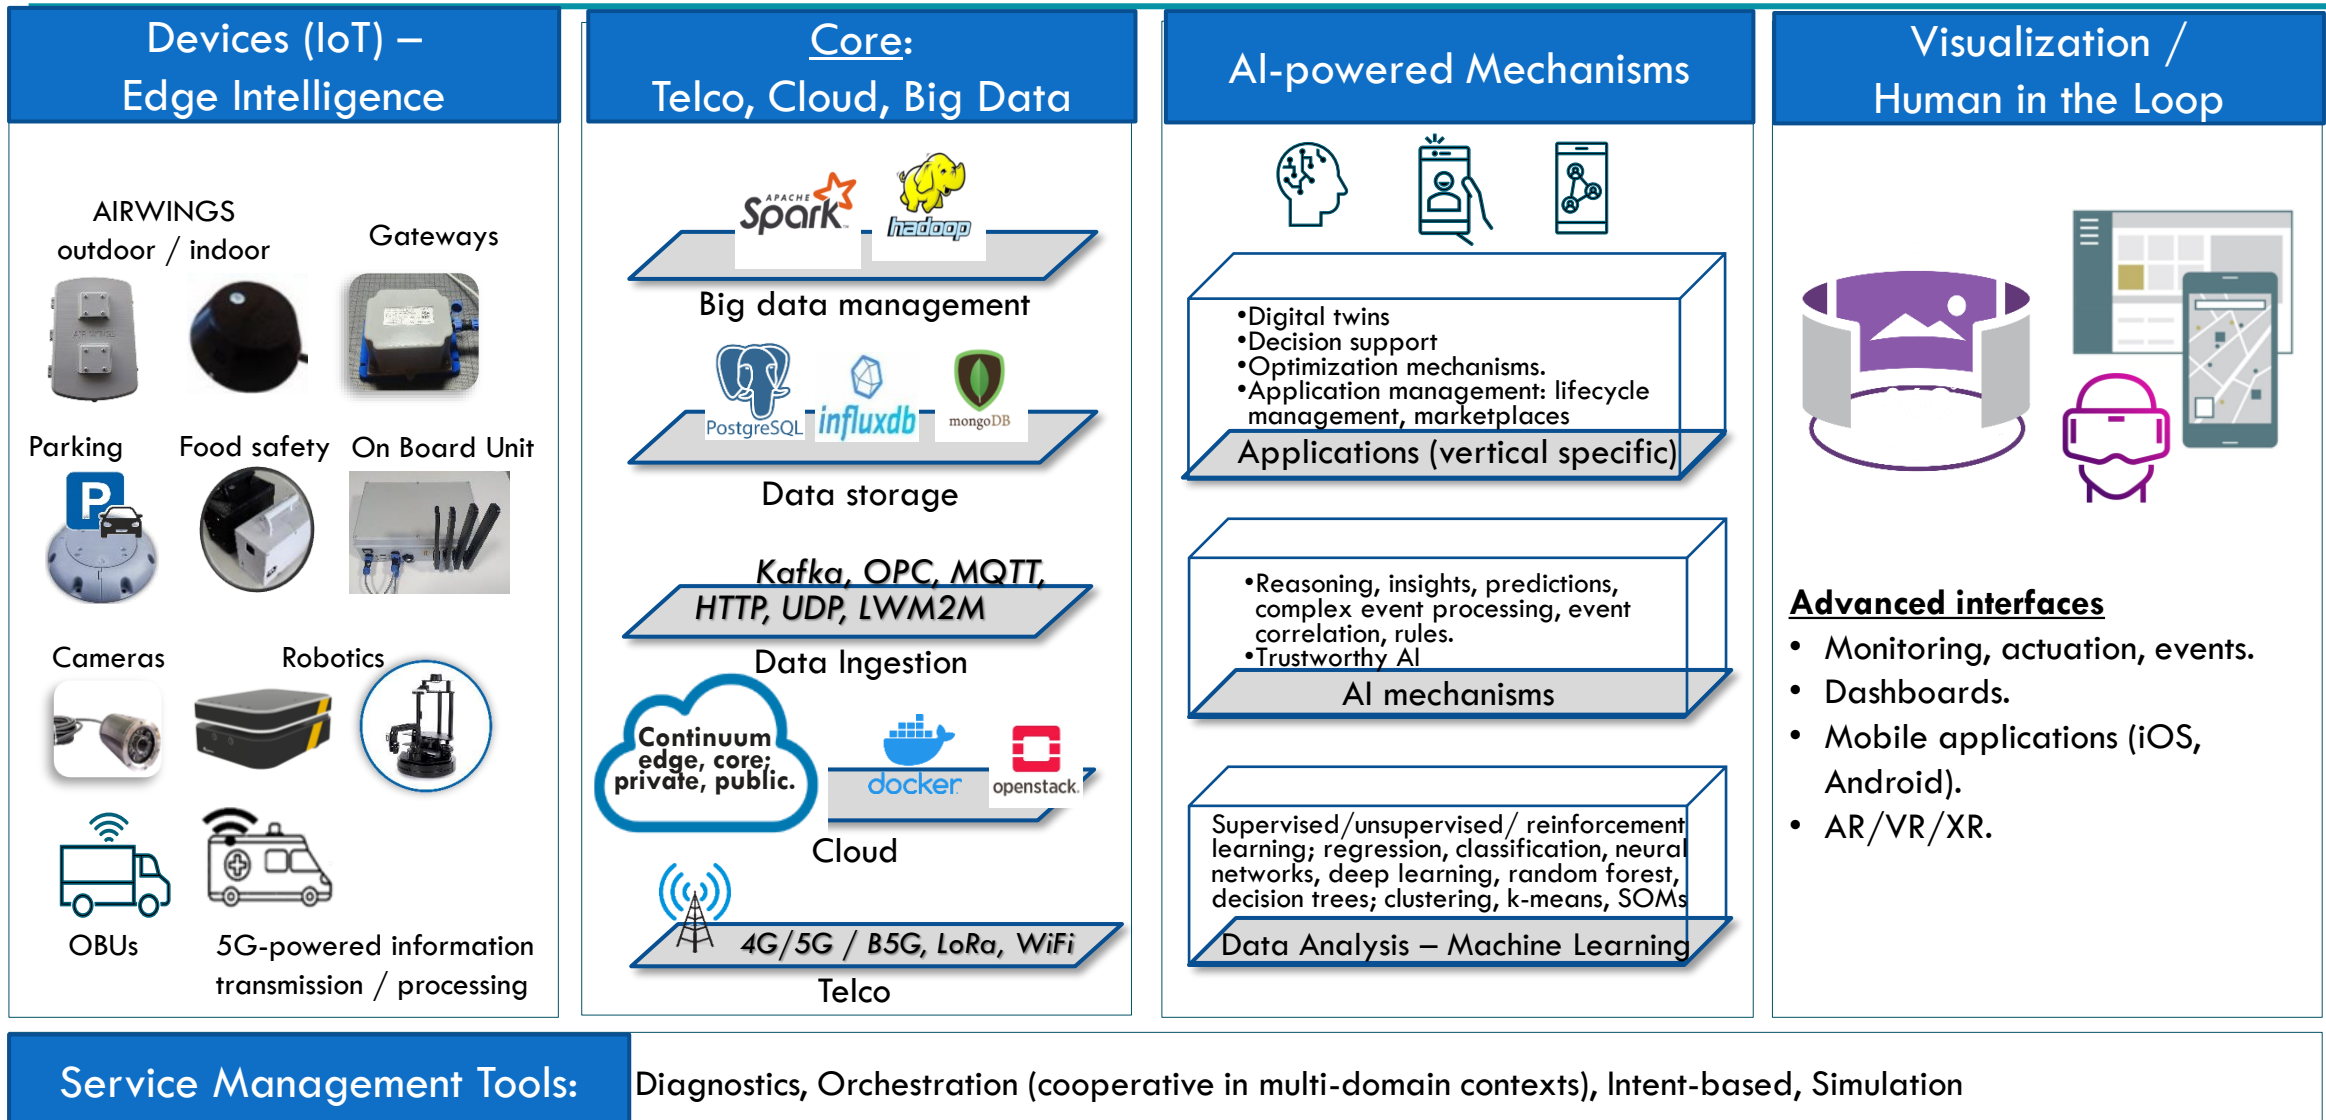 Devices (IoT) –
Edge Intelligence
AIRWINGS
outdoor / indoor
Gateways
AIRWINGS
Parking
Food safety
On Board Unit
P
Cameras
Robotics
OBUs
5G-powered information
transmission / processing
Core:
Telco, Cloud, Big Data
APACHE
Spark
hadoop
Big data management
PostgreSQL
influxdb
mongoDB
Data storage
Kafka, OPC, MQTT,
HTTP, UDP, LWM2M
Data Ingestion
Continuum
edge, core;
private, public.
docker
openstack.
Cloud
4G/5G / B5G, LoRa, WiFi
Telco
AI-powered Mechanisms
•Digital twins
•Decision support
•Optimization mechanisms.
•Application management: lifecycle
management, marketplaces
Applications (vertical specific)
•Reasoning, insights, predictions,
complex event processing, event
correlation, rules.
•Trustworthy AI
AI mechanisms
Supervised/unsupervised/ reinforcement
learning; regression, classification, neural
networks, deep learning, random forest,
decision trees; clustering, k-means, SOMs
Data Analysis – Machine Learning
Visualization /
Human in the Loop
Advanced interfaces
• Monitoring, actuation, events.
• Dashboards.
• Mobile applications (iOS,
Android).
• AR/VR/XR.
Service Management Tools:
Diagnostics, Orchestration (cooperative in multi-domain contexts), Intent-based, Simulation